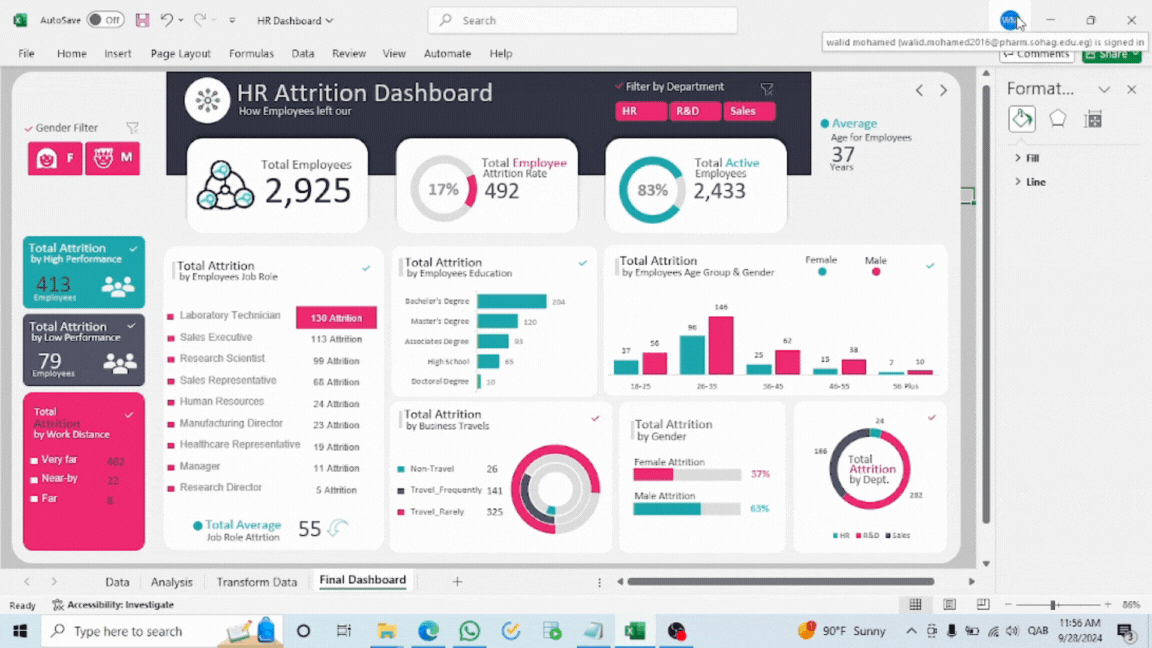 AutoSave Off HR Dashboard Search
walid mohamed (walid.mohamed2016@pharm.sohag.edu.eg) is signed in
File Home Insert Page Layout Formulas Data Review View Automate Help Comments Share
HR Attrition Dashboard
How Employees left our
Filter by Department
HR R&D Sales
Gender Filter
F M
Average
Age for Employees
37
Years
Total Employees
2,925
17%
Total Employee
Attrition Rate
492
83%
Total Active
Employees
2,433
Format...
Fill
Line
Total Attrition
by High Performance
413
Employees
Total Attrition
by Low Performance
79
Employees
Total
Attrition
by Work Distance
Very far 462
Near-by 22
Far 8
Total Attrition
by Employees Job Role
Laboratory Technician 130 Attrition
Sales Executive 113 Attrition
Research Scientist 99 Attrition
Sales Representative 68 Attrition
Human Resources 24 Attrition
Manufacturing Director 23 Attrition
Healthcare Representative 19 Attrition
Manager 11 Attrition
Research Director 5 Attrition
Total Average
Job Role Attrtion
55
Total Attrition
by Employees Education
Bachelor's Degree 204
Master's Degree 120
Associates Degree 93
High School 65
Doctoral Degree 10
Total Attrition
by Employees Age Group & Gender
Female Male
37 56 96 146 25 62 15 38 7 10
18-25 26-35 36-45 46-55 56 Plus
Total Attrition
by Business Travels
Non-Travel 26
Travel_Frequently 141
Travel_Rarely 325
Total Attrition
by Gender
Female Attrition
37%
Male Attrition
63%
24
186
Total
Attrition
by Dept.
282
HR R&D Sales
Data Analysis Transform Data Final Dashboard
Ready Accessibility: Investigate 86%
Type here to search
90°F Sunny
QAB
11:56 AM
9/28/2024
3